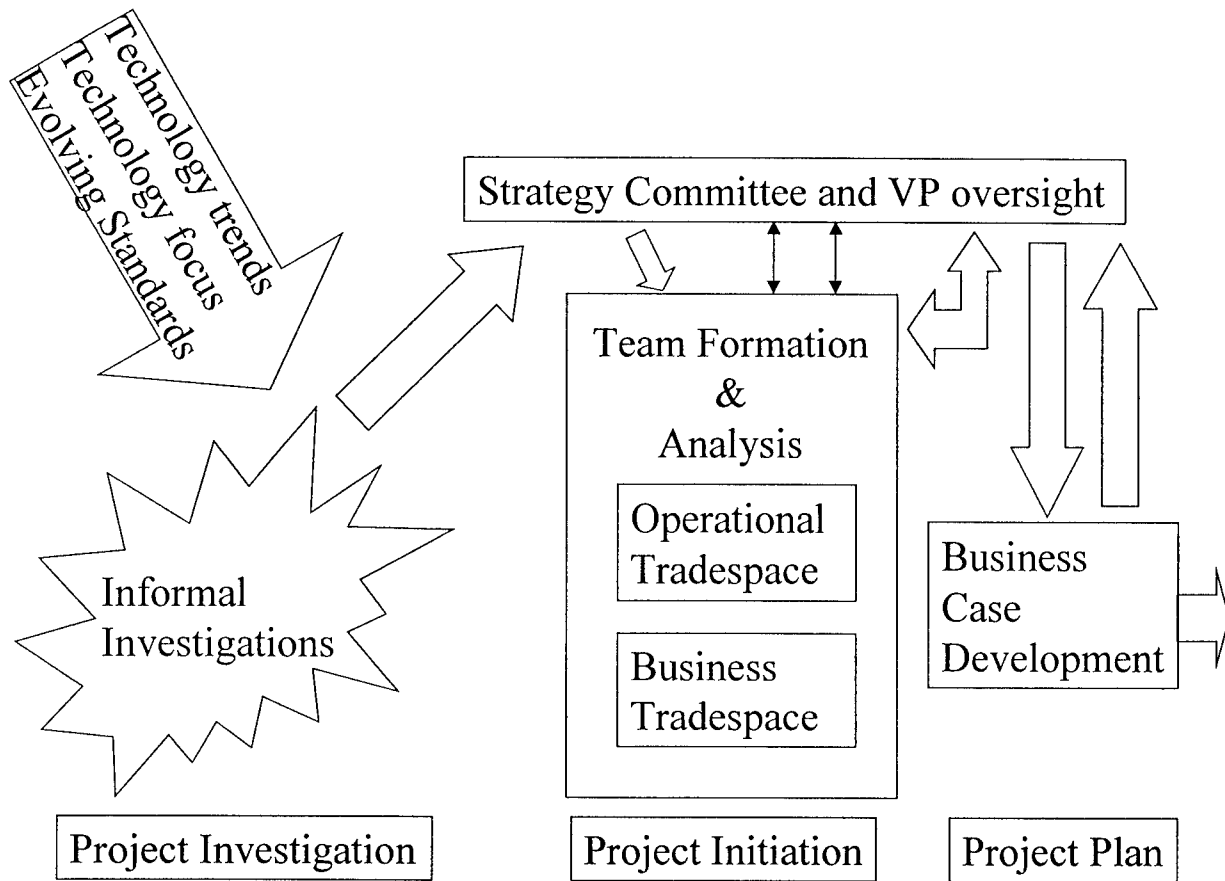 Technology trends
Technology focus
Evolving Standards
Strategy Committee and VP oversight
Informal
Investigations
Team Formation
&
Analysis
Operational
Tradespace
Business
Tradespace
Business
Case
Development
Project Investigation
Project Initiation
Project Plan